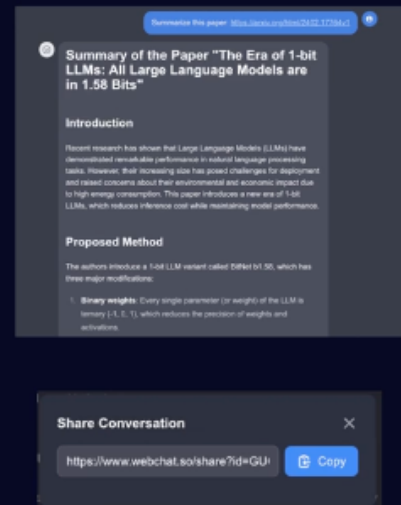 Summarize this paper:
Summary of the Paper "The Era of 1-bit
LLMs: All Large Language Models are
in 1.58 Bits"
Introduction
Recent research has shown that Large Language Models (LLMs) have
demonstrated remarkable performance in natural language processing
tasks. However, their increasing size has posed challenges for deployment
and raised concerns about their environmental and economic impact due
to high energy consumption. This paper introduces a new era of 1-bit
LLMs, which reduces inference cost while maintaining model performance.
Proposed Method
The authors introduce a 1-bit LLM variant called BitNet b1.58, which has
three major modifications:
1. Binary weights: Every single parameter (or weight) of the LLM is
ternary {-1, 0, 1}, which reduces the precision of weights and
activations.
Share Conversation
https://www.webchat.so/share?id=GU
Copy